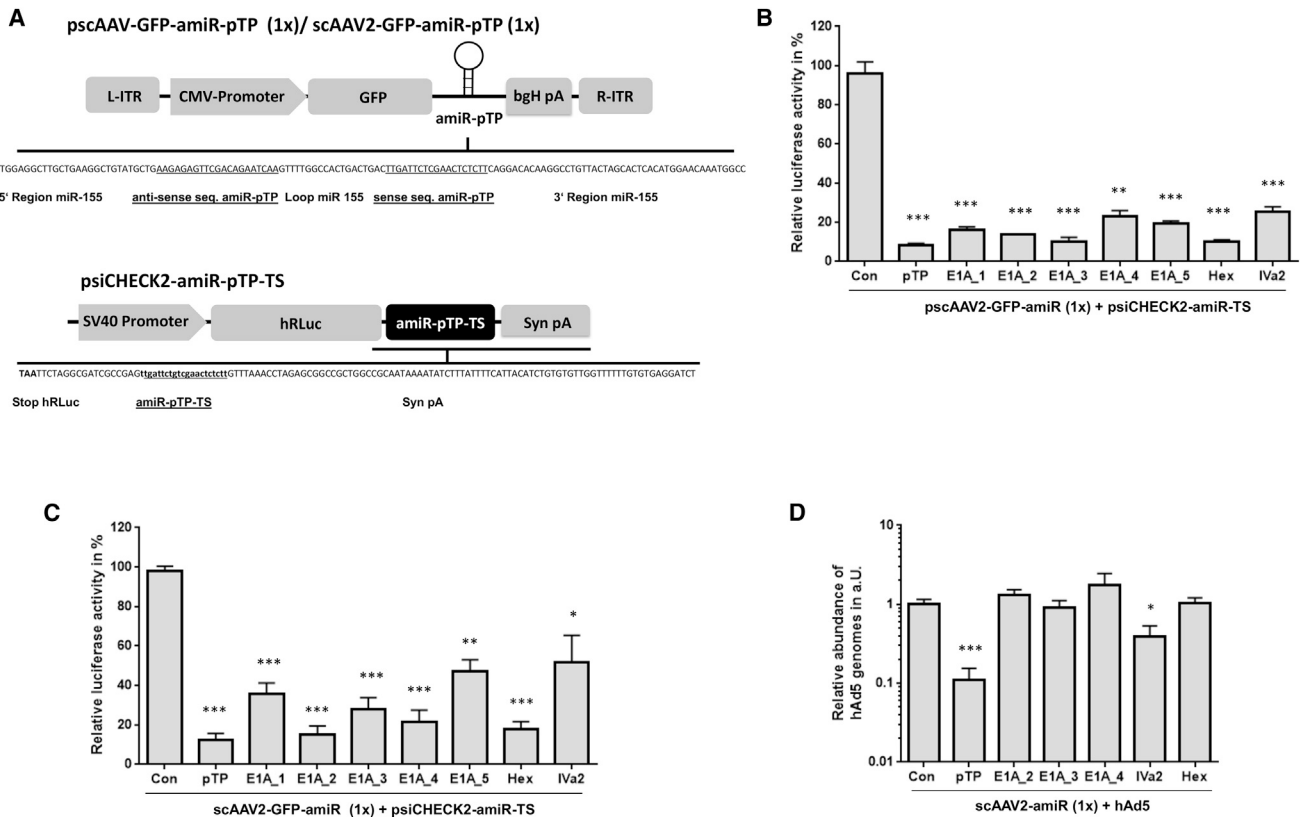 A
pscAAV-GFP-amiR-pTP (1x)/ scAAV2-GFP-amiR-pTP (1x)
L-ITR CMV-Promoter GFP bgH pA R-ITR
amiR-pTP
TGGAGGCTTGCTGAAGGCTGTATGCTGAAGAGAGTTCGACAGAATCAAGTTTTGGCCACTGACTGACTTGATTCTCGAACTCTCTTCAGGACACAAGGCCTGTTACTAGCACTCACATGGAACAAATGGCC
5' Region miR-155 anti-sense seq. amiR-pTP Loop miR 155 sense seq. amiR-pTP 3' Region miR-155
psiCHECK2-amiR-pTP-TS
SV40 Promoter hRLuc amiR-pTP-TS Syn pA
TAATTCTAGGCGATCGCCGAGttgattctgtcgaactctcttGTTTAAACCTAGAGCGGCCGCTGGCCGCAATAAAATATCTTTATTTTCATTACATCTGTGTGTTGGTTTTTTGTGTGAGGATCT
Stop hRLuc amiR-pTP-TS Syn pA
B
Relative luciferase activity in %
120
100
80
60
40
20
0
*** *** *** *** ** *** *** ***
Con pTP E1A_1 E1A_2 E1A_3 E1A_4 E1A_5 Hex IVa2
pscAAV2-GFP-amiR (1x) + psiCHECK2-amiR-TS
C
Relative luciferase activity in %
120
100
80
60
40
20
0
*** *** *** *** *** ** *** *
Con pTP E1A_1 E1A_2 E1A_3 E1A_4 E1A_5 Hex IVa2
scAAV2-GFP-amiR (1x) + psiCHECK2-amiR-TS
D
Relative abundance of
hAd5 genomes in a.U.
10
1
0.1
0.01
*** *
Con pTP E1A_2 E1A_3 E1A_4 IVa2 Hex
scAAV2-amiR (1x) + hAd5